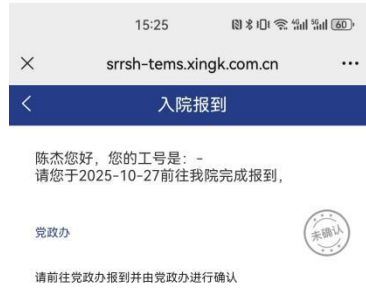 15:25
60
srrsh-tems.xingk.com.cn
入院报到
陈杰您好，您的工号是：-
请您于2025-10-27前往我院完成报到，
党政办
未确认
请前往党政办报到并由党政办进行确认